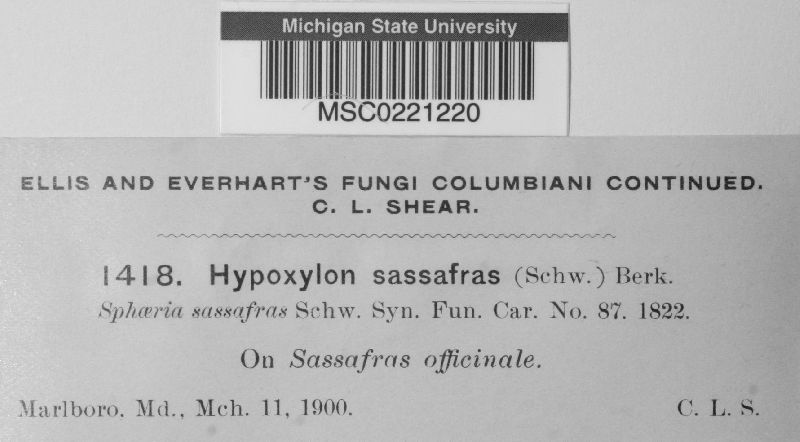 Michigan State University
MSC0221220
ELLIS AND EVERHART'S FUNGI COLUMBIANI CONTINUED.
C. L. SHEAR.
1418. Hypoxylon sassafras (Schw.) Berk.
Sphæria sassafras Schw. Syn. Fun. Car. No. 87. 1822.
On Sassafras officinale.
Marlboro. Md., Mch. 11, 1900. C. L. S.